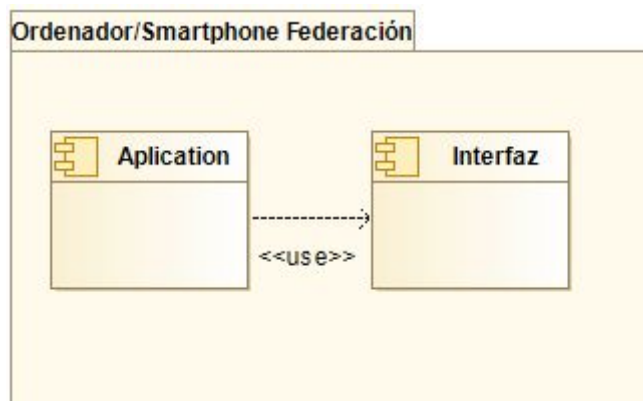 Ordenador/Smartphone Federación
Aplication
Interfaz
<<use>>